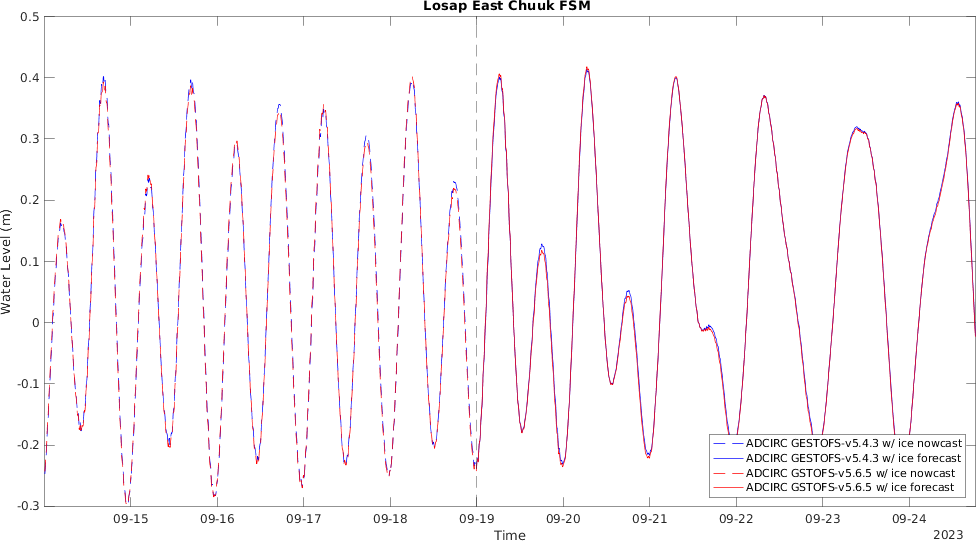 Losap East Chuuk FSM
0.5
0.4
0.3
0.2
0.1
0
-0.1
-0.2
-0.3
Water Level (m)
ADCIRC GESTOFS-v5.4.3 w/ ice nowcast
ADCIRC GESTOFS-v5.4.3 w/ ice forecast
ADCIRC GSTOFS-v5.6.5 w/ ice nowcast
ADCIRC GSTOFS-v5.6.5 w/ ice forecast
09-15 09-16 09-17 09-18 09-19 09-20 09-21 09-22 09-23 09-24
Time
2023